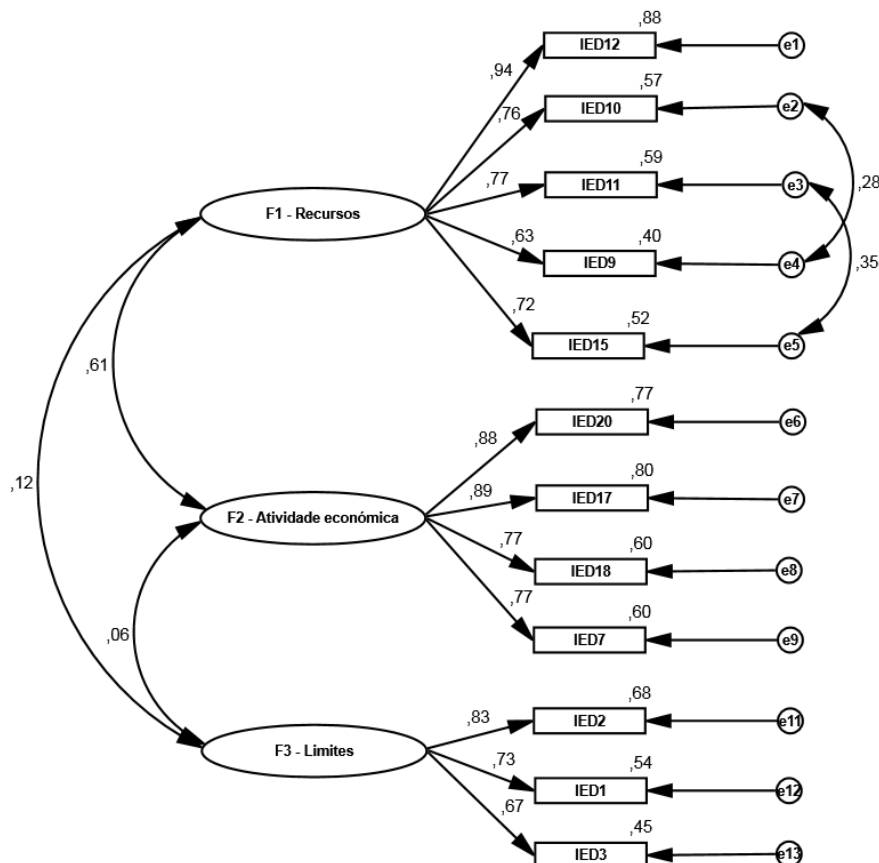 ,88
IED12
e1
,94
,57
IED10
e2
,76
,59
IED11
e3
,77
,28
F1 - Recursos
,63
,40
IED9
e4
,35
,72
,52
IED15
e5
,61
,77
IED20
e6
,88
,80
IED17
e7
,89
,12
F2 - Atividade económica
,77
,60
IED18
e8
,77
,60
IED7
e9
,06
,68
IED2
e11
,83
F3 - Limites
,73
,54
IED1
e12
,67
,45
IED3
e13